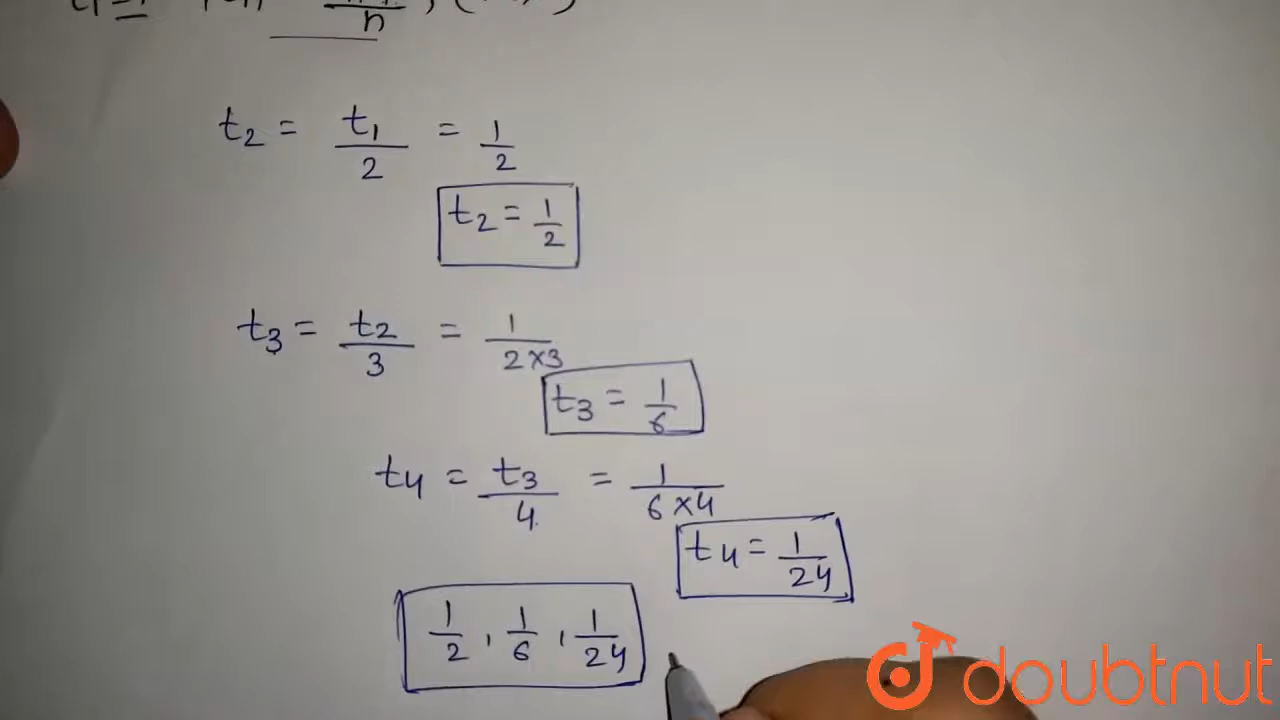 n
t2 = t1/2 = 1/2
t2 = 1/2
t3 = t2/3 = 1/2×3
t3 = 1/6
t4 = t3/4 = 1/6×4
t4 = 1/24
1/2, 1/6, 1/24
doubtnut